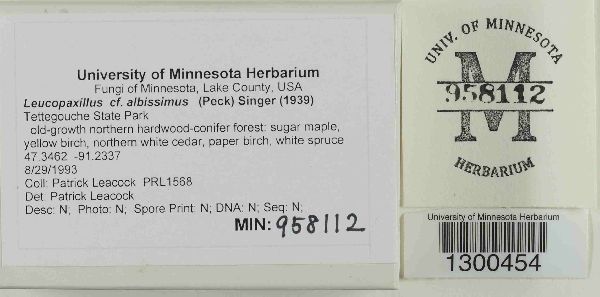 University of Minnesota Herbarium
Fungi of Minnesota, Lake County, USA
Leucopaxillus cf. albissimus (Peck) Singer (1939)
Tettegouche State Park
old-growth northern hardwood-conifer forest: sugar maple,
yellow birch, northern white cedar, paper birch, white spruce
47.3462 -91.2337
8/29/1993
Coll: Patrick Leacock PRL1568
Det: Patrick Leacock
Desc: N; Photo: N; Spore Print: N; DNA: N; Seq: N;
MIN: 958112
UNIV. OF MINNESOTA
M
958112
HERBARIUM
University of Minnesota Herbarium
1300454